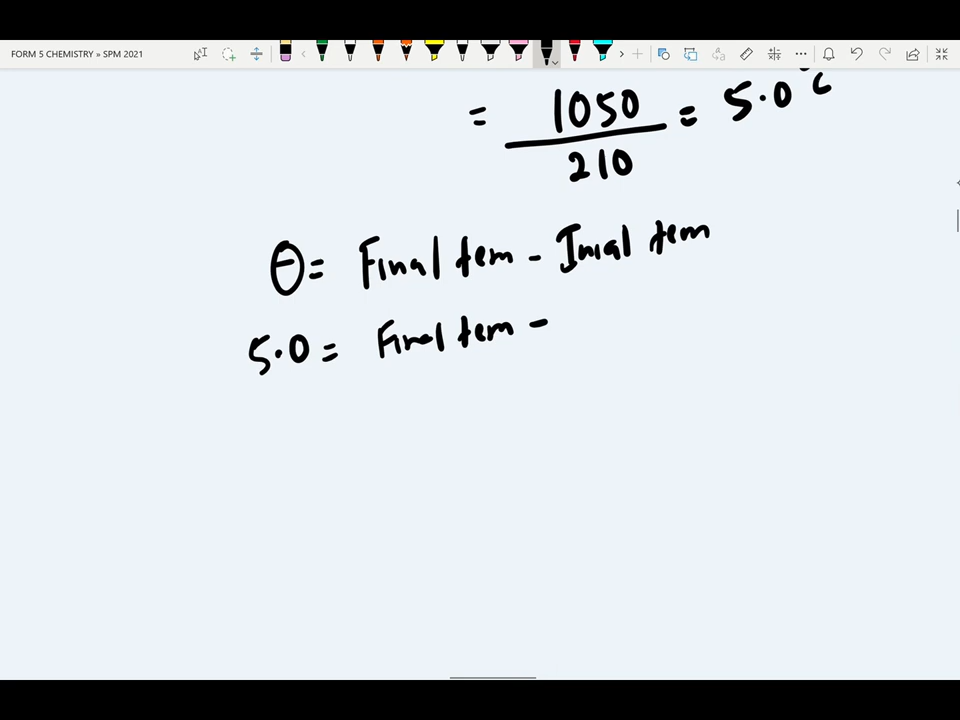 FORM 5 CHEMISTRY » SPM 2021
= 1050 / 210 = 5.0°C
θ = Final tem - Inial tem
5.0 = Final tem -